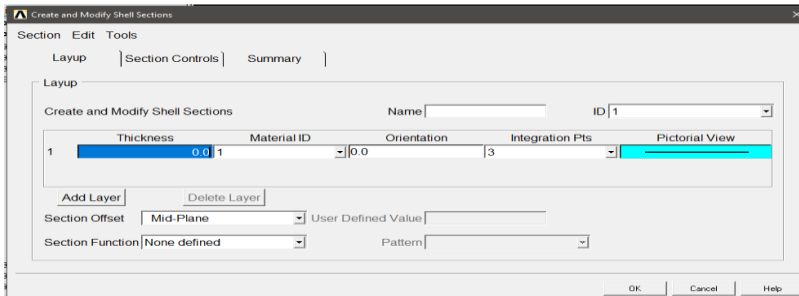 Create and Modify Shell Sections
Section Edit Tools
Layup Section Controls Summary
Layup
Create and Modify Shell Sections Name ID 1
Thickness Material ID Orientation Integration Pts Pictorial View
1 0.0 1 0.0 3
Add Layer Delete Layer
Section Offset Mid-Plane User Defined Value
Section Function None defined Pattern
OK Cancel Help